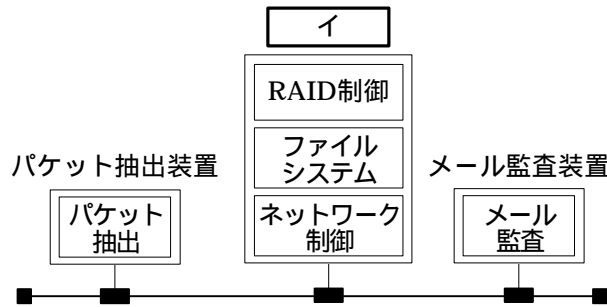 イ
RAID制御
ファイル
システム
パケット抽出装置
メール監査装置
パケット
抽出
ネットワーク
制御
メール
監査